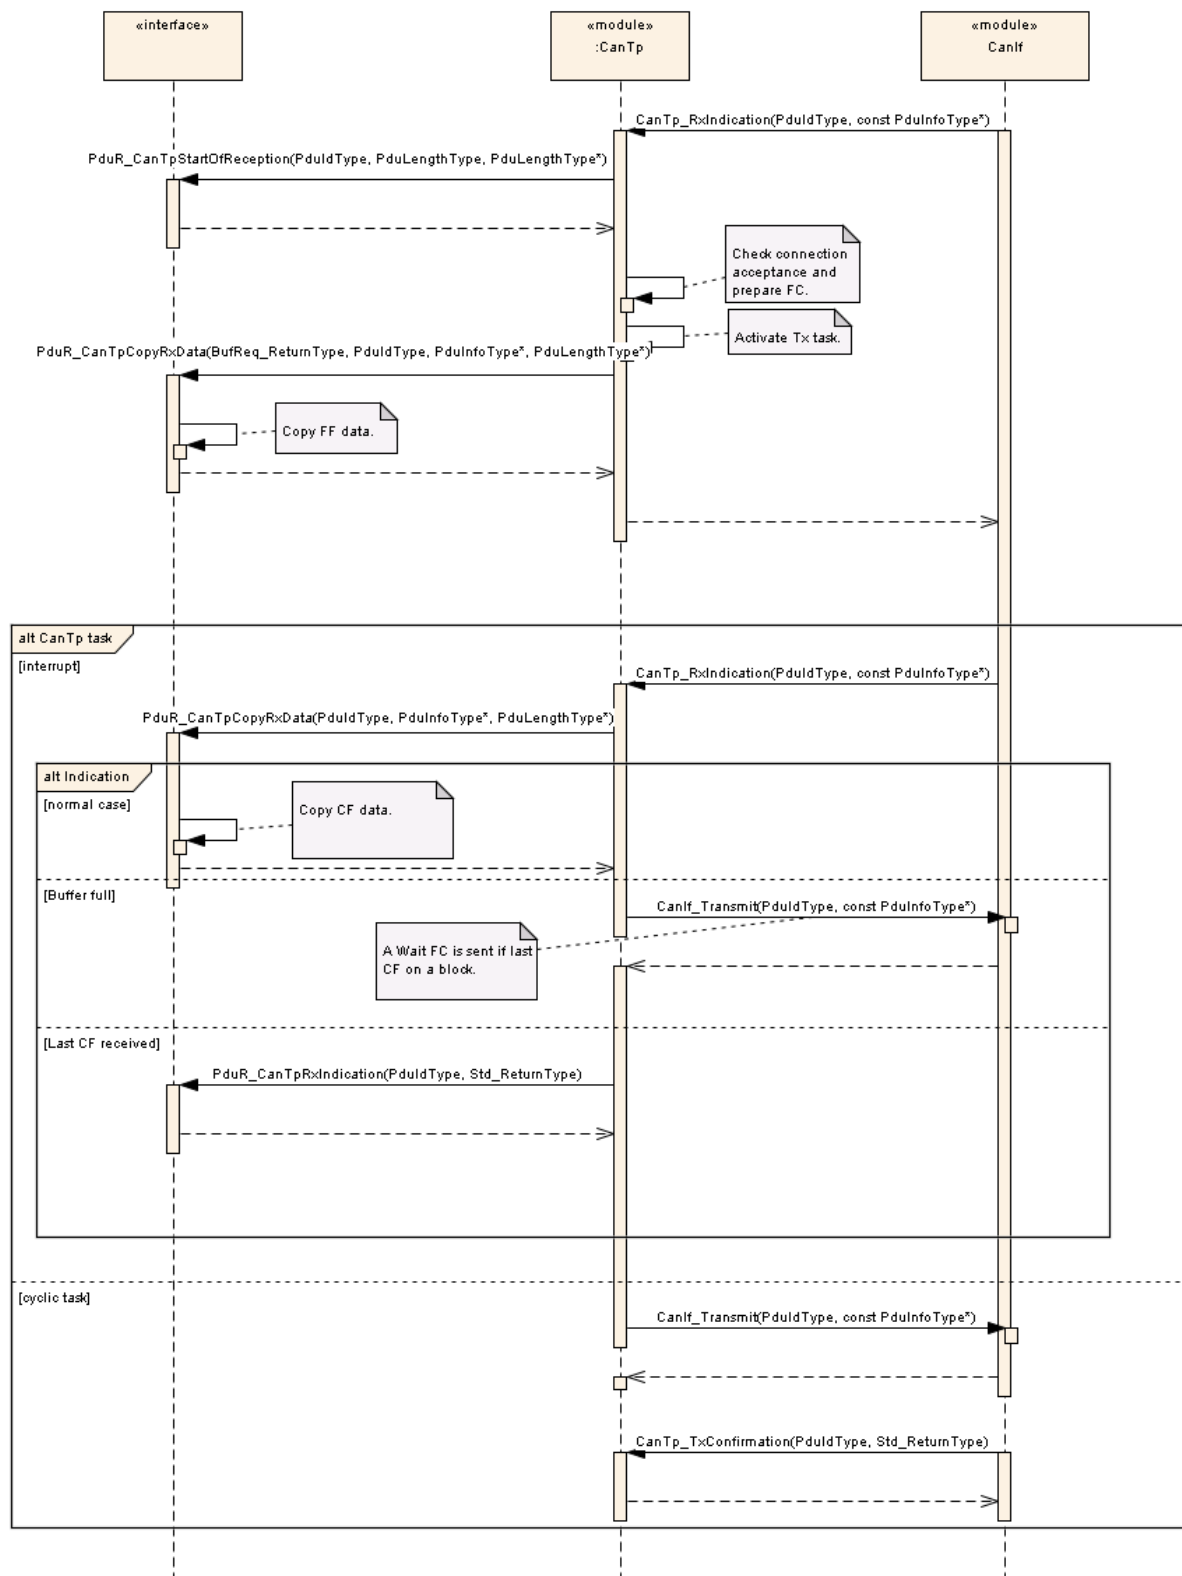 «interface»
«module»
:CanTp
«module»
CanIf
CanTp_RxIndication(PduIdType, const PduInfoType*)
PduR_CanTpStartOfReception(PduIdType, PduLengthType, PduLengthType*)
Check connection
acceptance and
prepare FC.
Activate Tx task.
PduR_CanTpCopyRxData(BufReq_ReturnType, PduIdType, PduInfoType*, PduLengthType*)
Copy FF data.
alt CanTp task
[interrupt]
CanTp_RxIndication(PduIdType, const PduInfoType*)
PduR_CanTpCopyRxData(PduIdType, PduInfoType*, PduLengthType*)
alt Indication
[normal case]
Copy CF data.
[Buffer full]
CanIf_Transmit(PduIdType, const PduInfoType*)
A Wait FC is sent if last
CF on a block.
[Last CF received]
PduR_CanTpRxIndication(PduIdType, Std_ReturnType)
[cyclic task]
CanIf_Transmit(PduIdType, const PduInfoType*)
CanTp_TxConfirmation(PduIdType, Std_ReturnType)